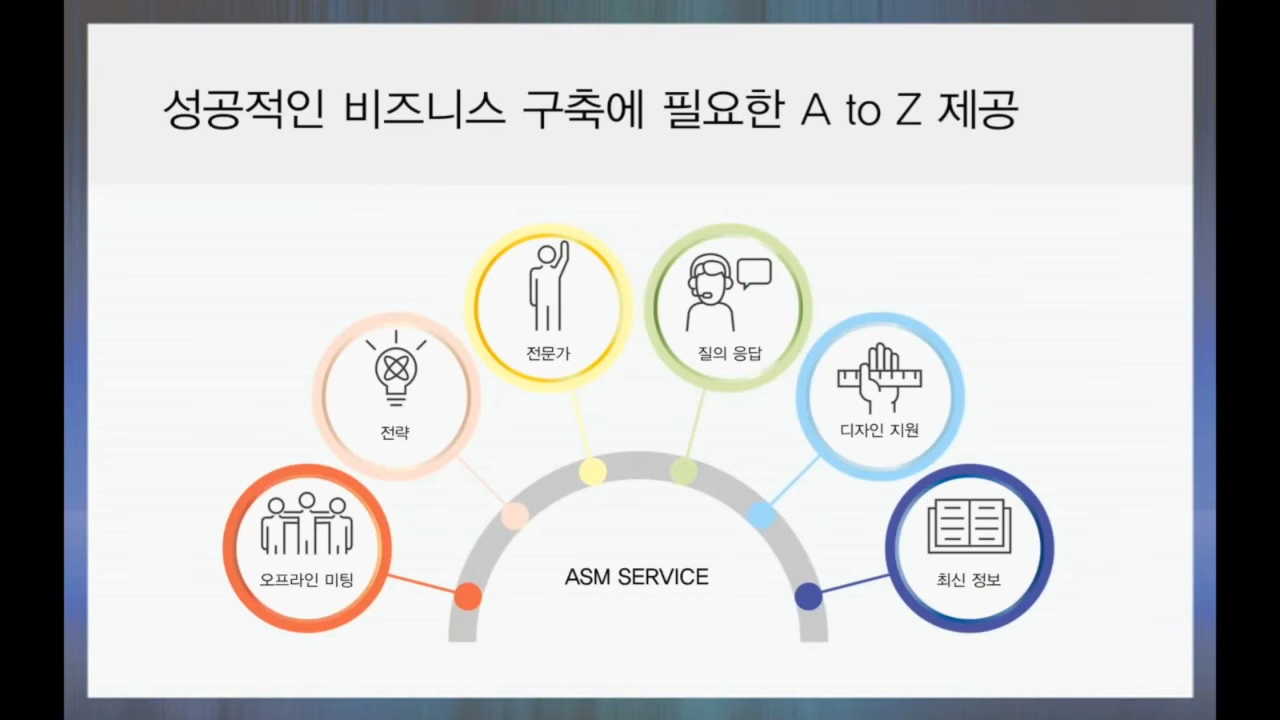 성공적인 비즈니스 구축에 필요한 A to Z 제공
오프라인 미팅
전략
전문가
질의 응답
디자인 지원
최신 정보
ASM SERVICE